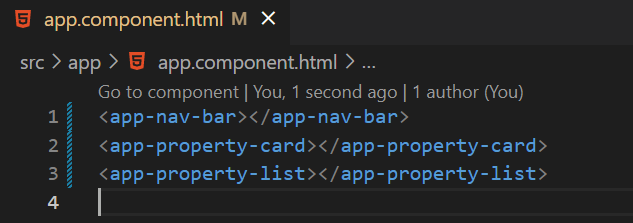 app.component.html M
src > app > app.component.html > ...
Go to component | You, 1 second ago | 1 author (You)
1 <app-nav-bar></app-nav-bar>
2 <app-property-card></app-property-card>
3 <app-property-list></app-property-list>
4